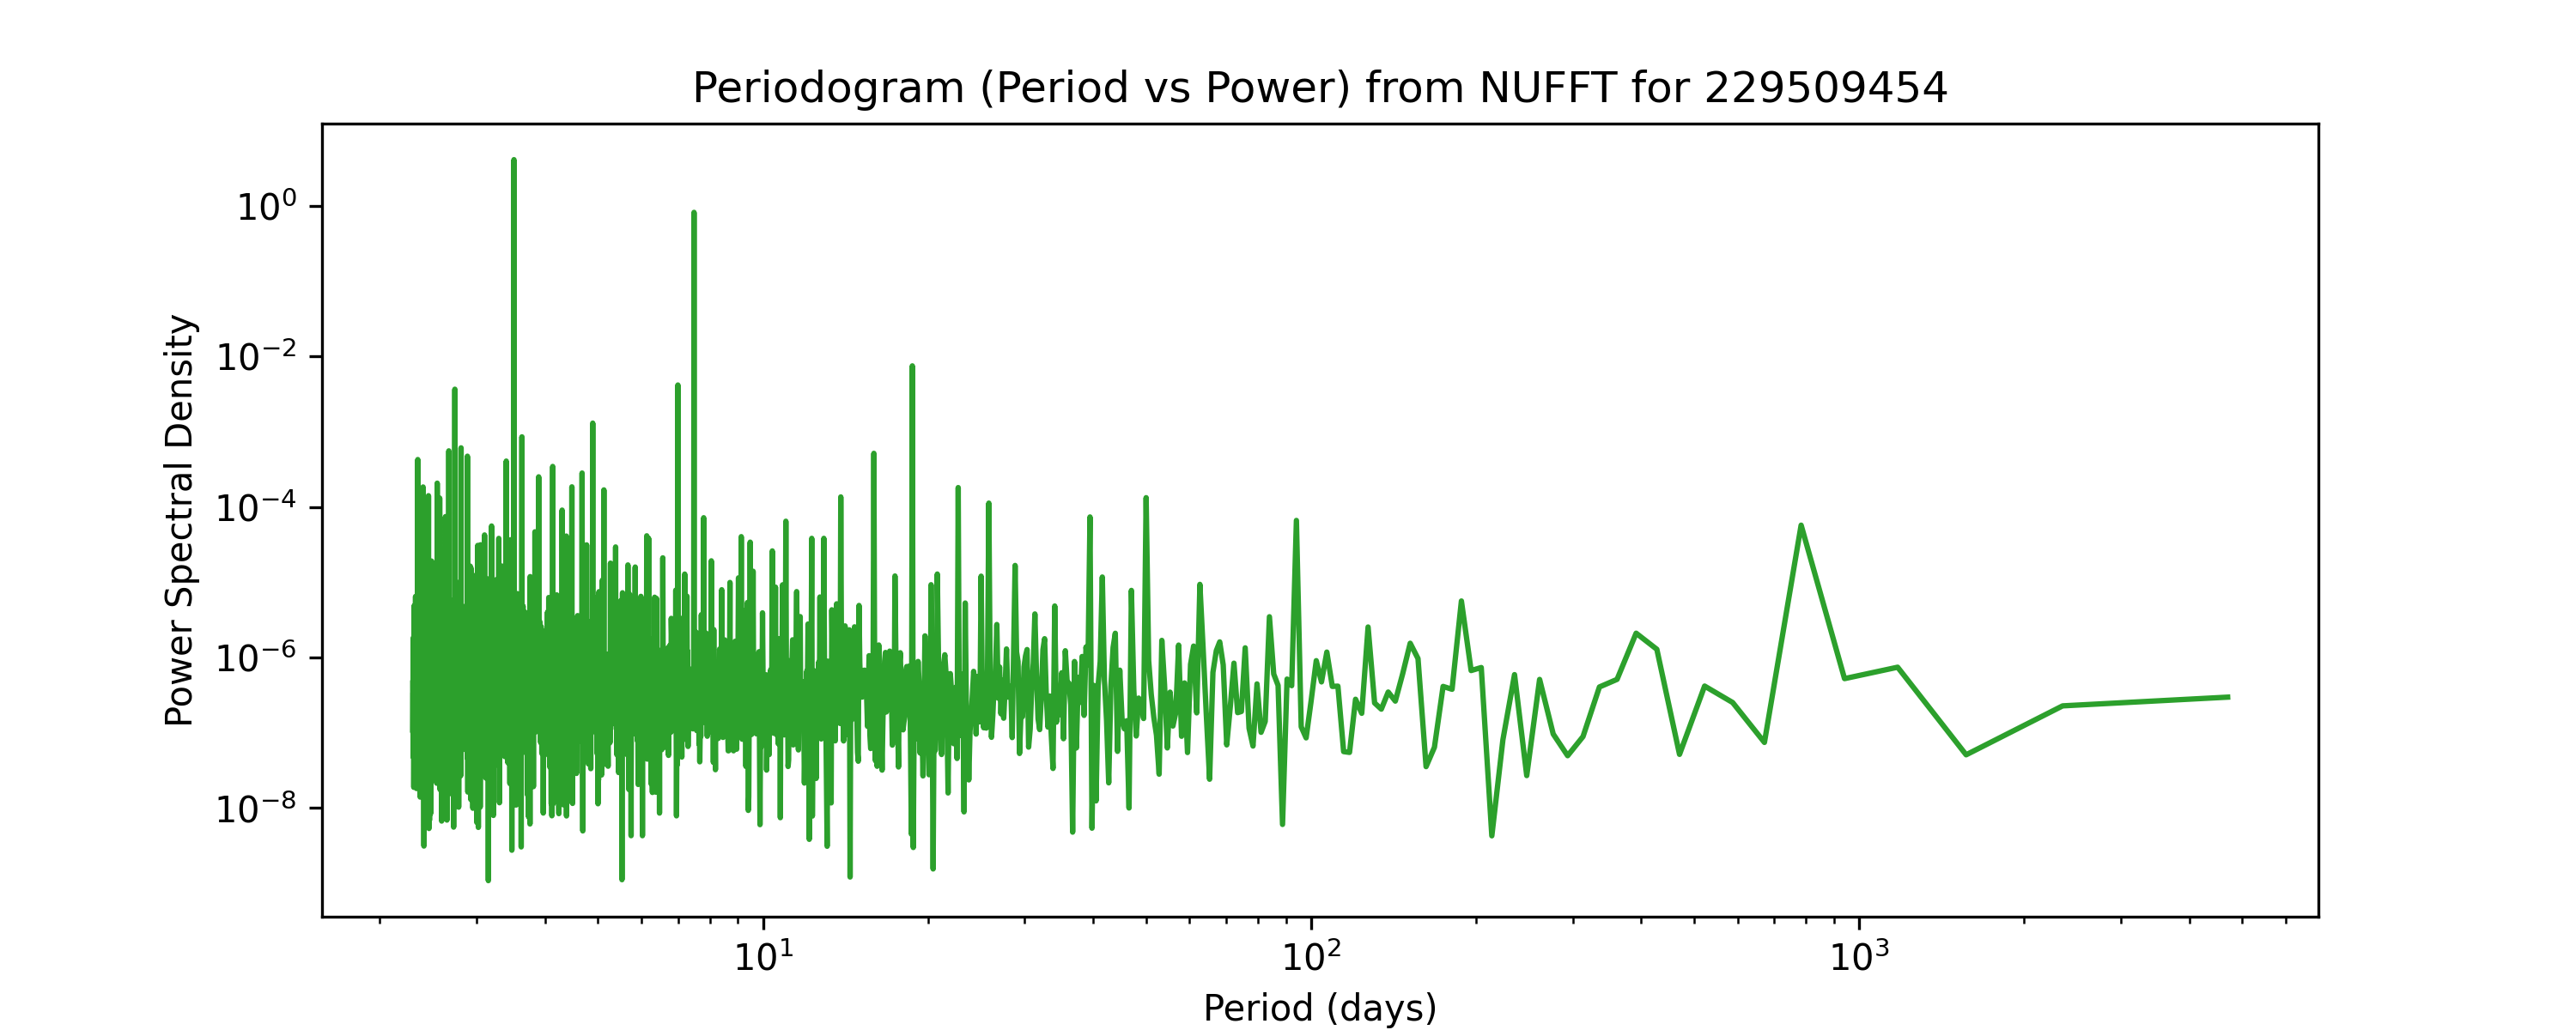 Periodogram (Period vs Power) from NUFFT for 229509454
Power Spectral Density
10⁰
10⁻²
10⁻⁴
10⁻⁶
10⁻⁸
10¹
10²
10³
Period (days)